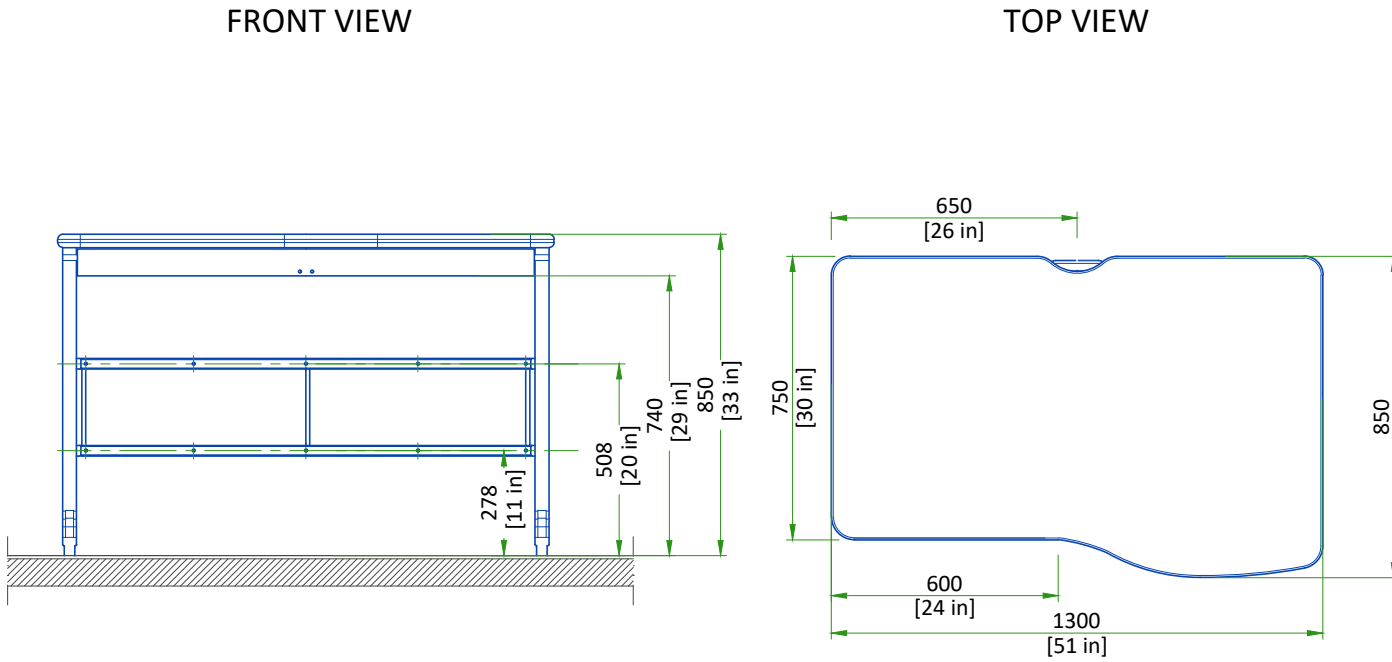 FRONT VIEW
TOP VIEW
278
[11 in]
508
[20 in]
740
[29 in]
850
[33 in]
650
[26 in]
750
[30 in]
850
600
[24 in]
1300
[51 in]